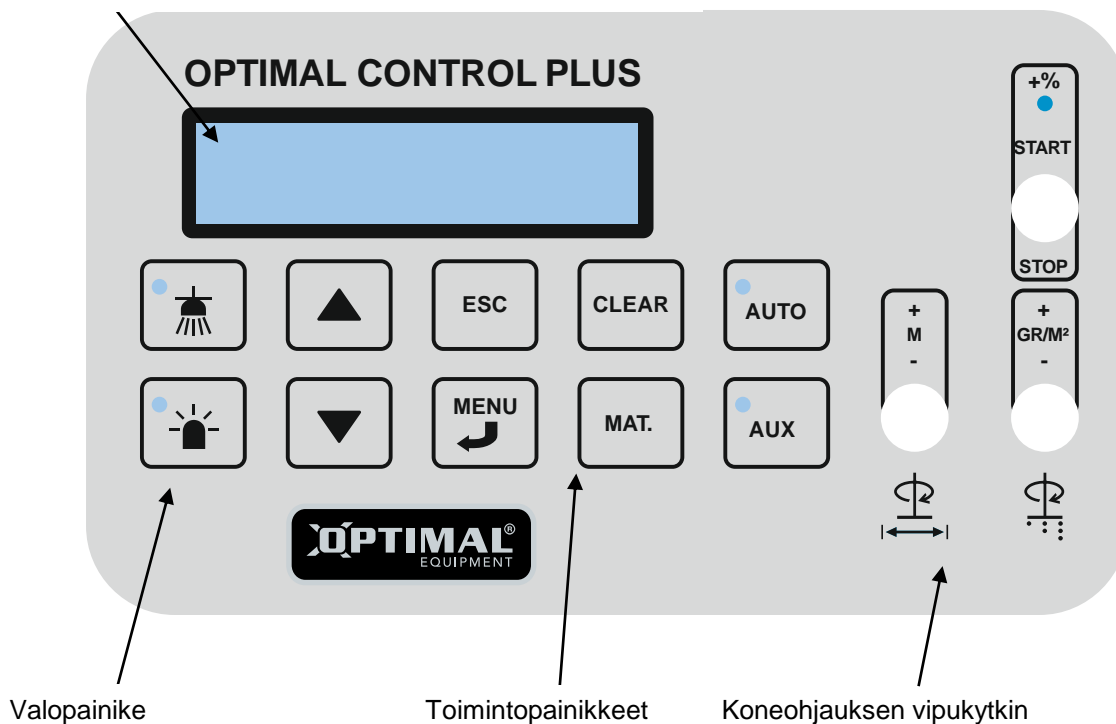 OPTIMAL CONTROL PLUS
+%
START
STOP
ESC
CLEAR
AUTO
+
M
-
+
GR/M²
-
MENU
MAT.
AUX
OPTIMAL®
EQUIPMENT
Valopainike
Toimintopainikkeet
Koneohjauksen vipukytkin